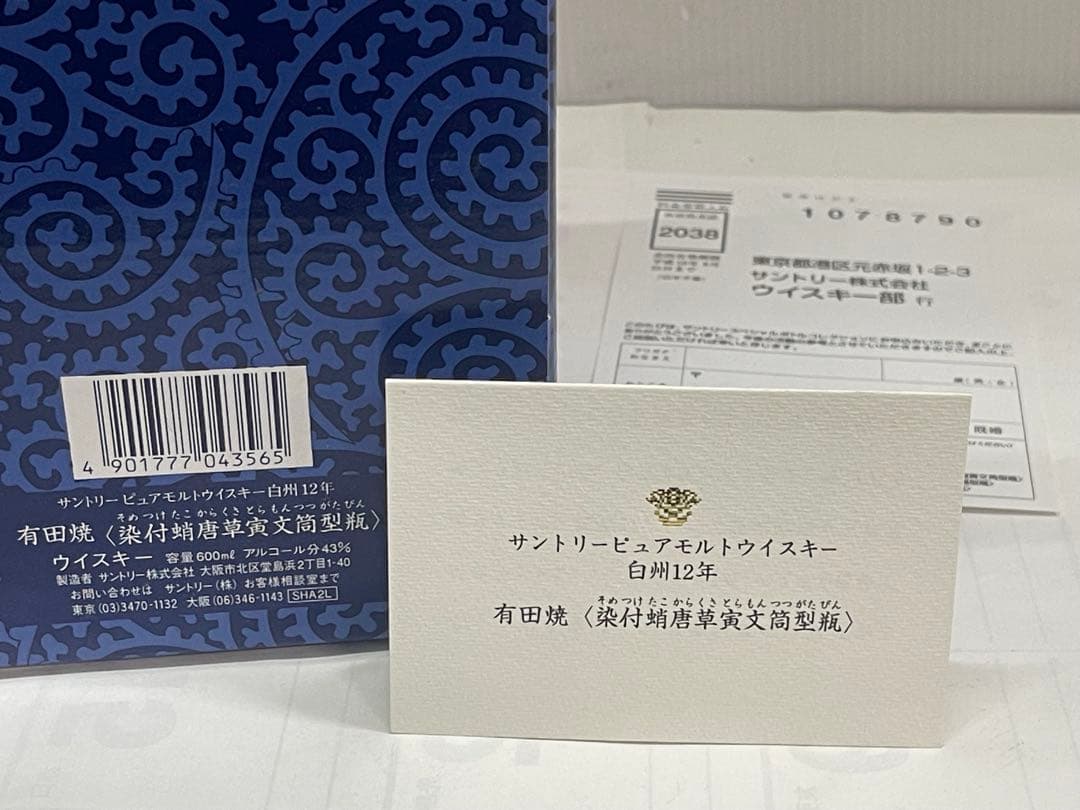 4 901777 043565
サントリー ピュアモルトウイスキー白州12年
そめつけ たこ からくさ とら もん つつ がた びん
有田焼〈染付蛸唐草寅文筒型瓶〉
ウイスキー 容量600mℓ アルコール分43%
製造者 サントリー株式会社 大阪市北区堂島浜2丁目1-40
お問い合わせは サントリー(株) お客様相談室まで
東京(03)3470-1132 大阪(06)346-1143 SHA2L
サントリーピュアモルトウイスキー
白州12年
そめつけ たこ からくさ とら もん つつ がた びん
有田焼〈染付蛸唐草寅文筒型瓶〉
1078790
2038
東京都港区元赤坂1-2-3
サントリー株式会社
ウイスキー部 行